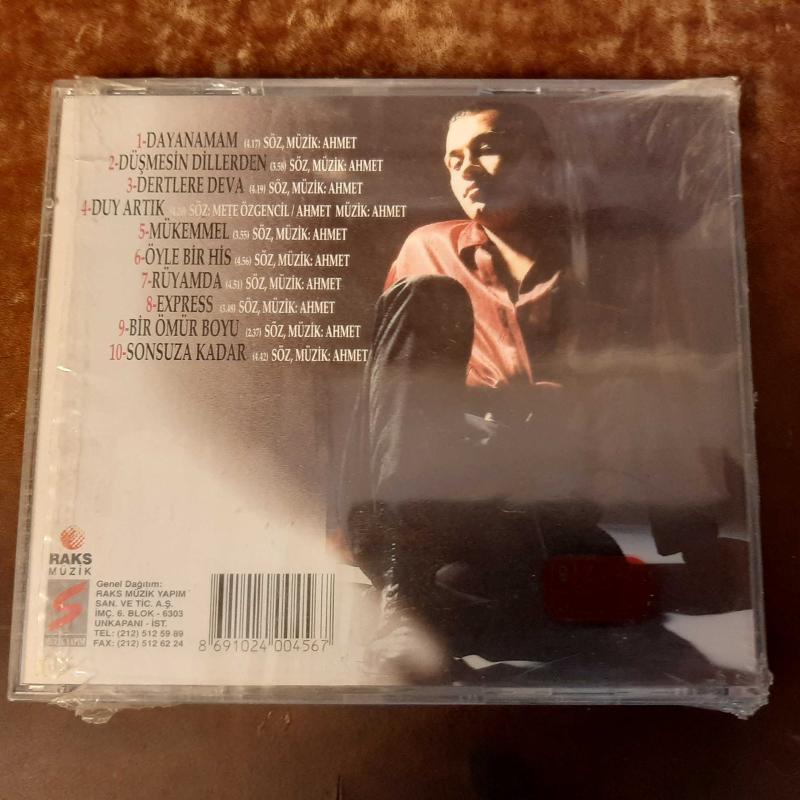 1-DAYANAMAM (4.17) SÖZ, MÜZİK: AHMET
2-DÜŞMESİN DİLLERDEN (3.58) SÖZ, MÜZİK: AHMET
3-DERTLERE DEVA (4.19) SÖZ, MÜZİK: AHMET
4-DUY ARTIK SÖZ: METE ÖZGENCİL / AHMET MÜZİK: AHMET
5-MÜKEMMEL (3.55) SÖZ, MÜZİK: AHMET
6-ÖYLE BİR HİS (4.56) SÖZ, MÜZİK: AHMET
7-RÜYAMDA (4.51) SÖZ, MÜZİK: AHMET
8-EXPRESS (3.48) SÖZ, MÜZİK: AHMET
9-BİR ÖMÜR BOYU (2.37) SÖZ, MÜZİK: AHMET
10-SONSUZA KADAR (4.42) SÖZ, MÜZİK: AHMET
RAKS
MÜZİK
Genel Dağıtım:
RAKS MÜZİK YAPIM
SAN. VE TİC. A.Ş.
İMÇ. 6. BLOK - 6303
UNKAPANI - İST.
TEL: (212) 512 59 89
FAX: (212) 512 62 24
8 691024 004567